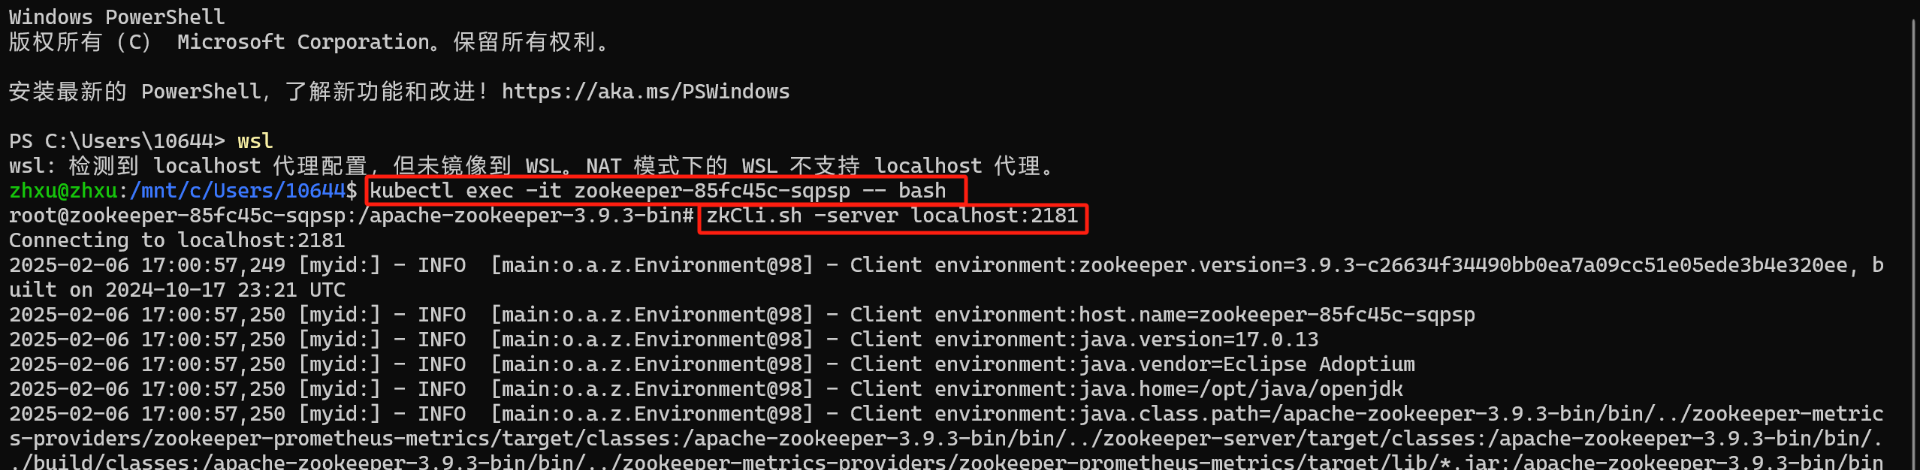 Windows PowerShell
版权所有 (C) Microsoft Corporation。保留所有权利。
安装最新的 PowerShell，了解新功能和改进！https://aka.ms/PSWindows
PS C:\Users\10644> wsl
wsl: 检测到 localhost 代理配置，但未镜像到 WSL。NAT 模式下的 WSL 不支持 localhost 代理。
zhxu@zhxu:/mnt/c/Users/10644$ kubectl exec -it zookeeper-85fc45c-sqpsp -- bash
root@zookeeper-85fc45c-sqpsp:/apache-zookeeper-3.9.3-bin# zkCli.sh -server localhost:2181
Connecting to localhost:2181
2025-02-06 17:00:57,249 [myid:] - INFO  [main:o.a.z.Environment@98] - Client environment:zookeeper.version=3.9.3-c26634f34490bb0ea7a09cc51e05ede3b4e320ee, b
uilt on 2024-10-17 23:21 UTC
2025-02-06 17:00:57,250 [myid:] - INFO  [main:o.a.z.Environment@98] - Client environment:host.name=zookeeper-85fc45c-sqpsp
2025-02-06 17:00:57,250 [myid:] - INFO  [main:o.a.z.Environment@98] - Client environment:java.version=17.0.13
2025-02-06 17:00:57,250 [myid:] - INFO  [main:o.a.z.Environment@98] - Client environment:java.vendor=Eclipse Adoptium
2025-02-06 17:00:57,250 [myid:] - INFO  [main:o.a.z.Environment@98] - Client environment:java.home=/opt/java/openjdk
2025-02-06 17:00:57,250 [myid:] - INFO  [main:o.a.z.Environment@98] - Client environment:java.class.path=/apache-zookeeper-3.9.3-bin/bin/../zookeeper-metric
s-providers/zookeeper-prometheus-metrics/target/classes:/apache-zookeeper-3.9.3-bin/bin/../zookeeper-server/target/classes:/apache-zookeeper-3.9.3-bin/bin/.
./build/classes:/apache-zookeeper-3.9.3-bin/bin/../zookeeper-metrics-providers/zookeeper-prometheus-metrics/target/lib/*.jar:/apache-zookeeper-3.9.3-bin/bin